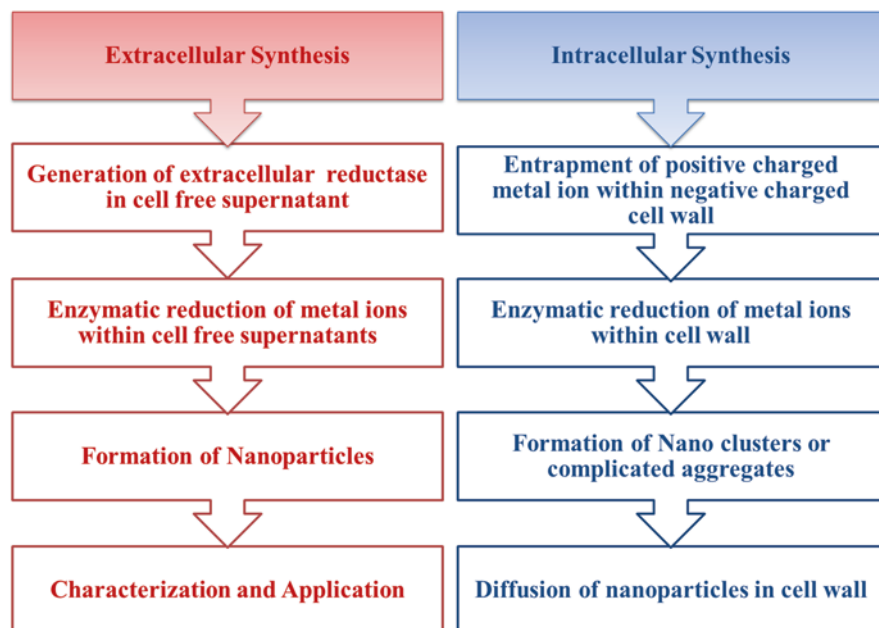 Extracellular Synthesis
Generation of extracellular reductase
in cell free supernatant
Enzymatic reduction of metal ions
within cell free supernatants
Formation of Nanoparticles
Characterization and Application
Intracellular Synthesis
Entrapment of positive charged
metal ion within negative charged
cell wall
Enzymatic reduction of metal ions
within cell wall
Formation of Nano clusters or
complicated aggregates
Diffusion of nanoparticles in cell wall